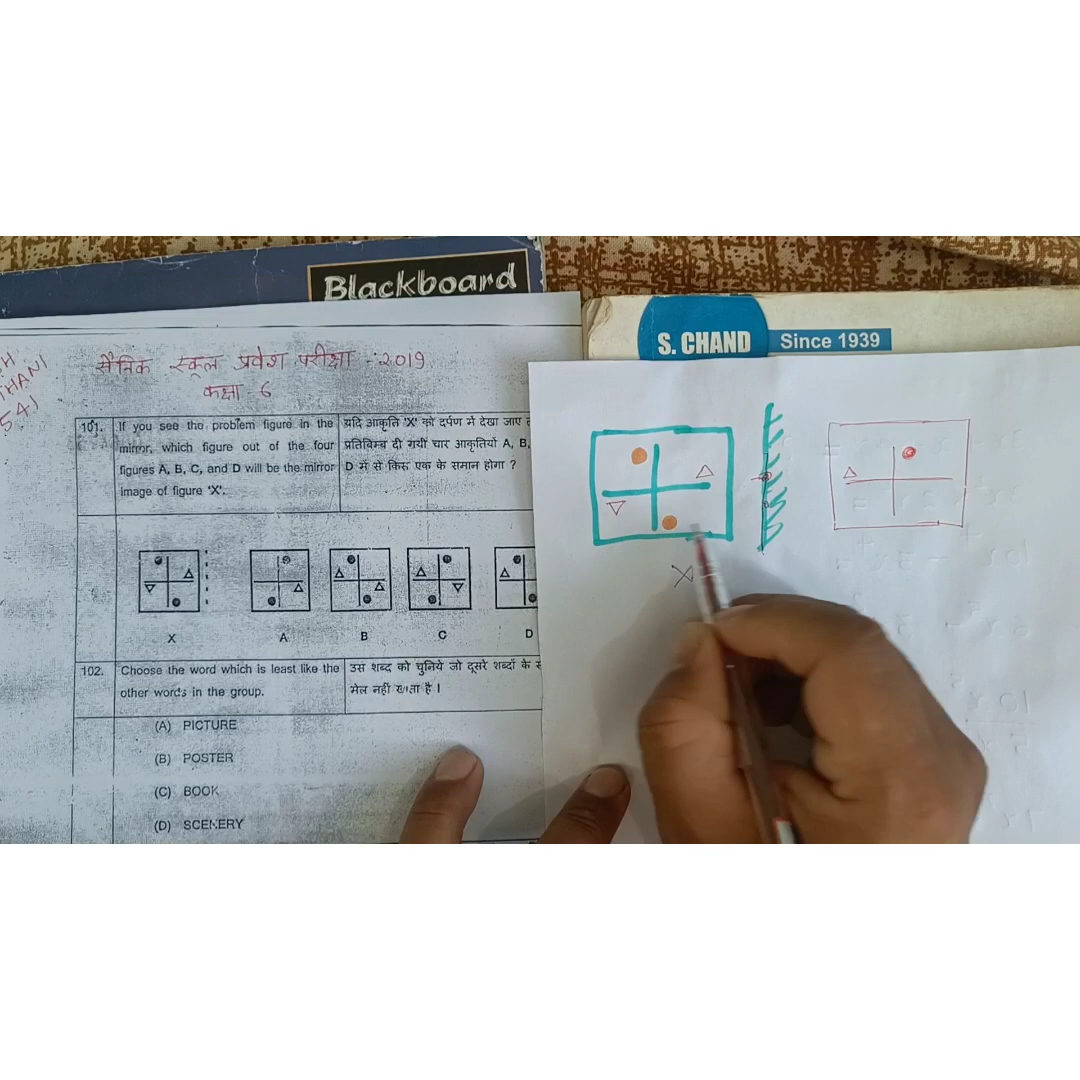 Blackboard
S. CHAND
Since 1939
सैनिक स्कूल प्रवेश परीक्षा :2019
कक्षा 6
H
THANI
54)
101.
If you see the problem figure in the
mirror, which figure out of the four
figures A, B, C, and D will be the mirror
image of figure 'X'.
यदि आकृति 'X' को दर्पण में देखा जाए
प्रतिबिम्ब दी गयीं चार आकृतियों A, B,
D में से किस एक के समान होगा ?
X
A
B
C
D
102.
Choose the word which is least like the
other words in the group.
उस शब्द को चुनिये जो दूसरे शब्दों के
मेल नहीं खाता है ।
(A) PICTURE
(B) POSTER
(C) BOOK
(D) SCENERY
X